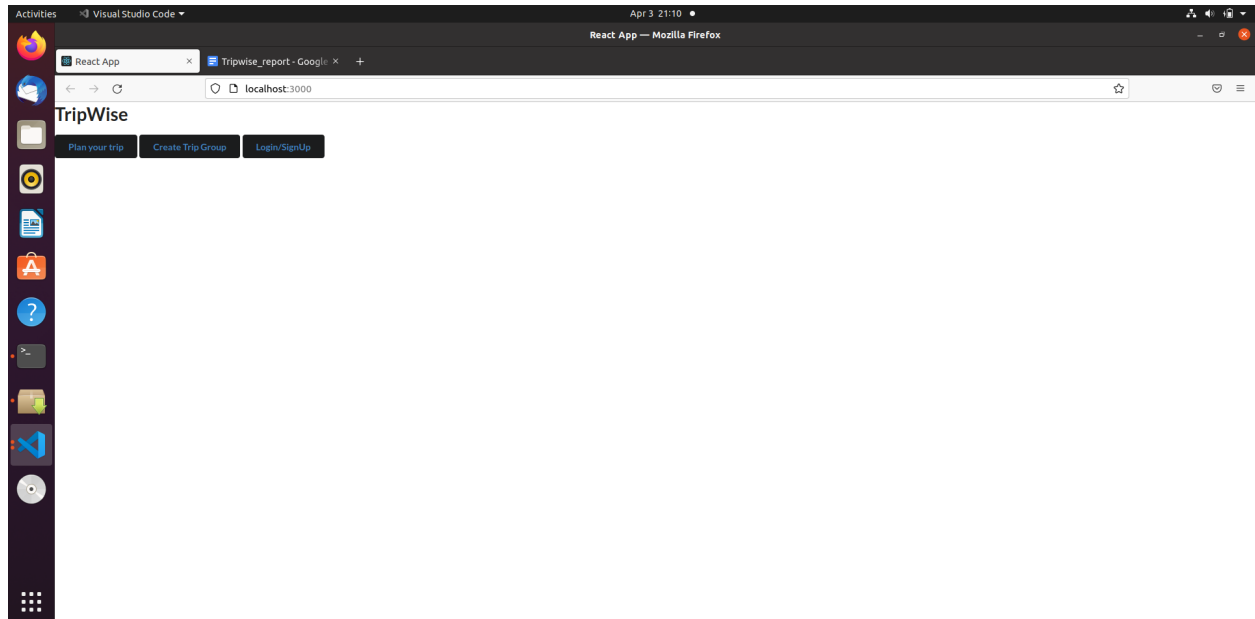 Activities Visual Studio Code Apr 3 21:10
React App — Mozilla Firefox
React App Tripwise_report - Google
localhost:3000
TripWise
Plan your trip Create Trip Group Login/SignUp